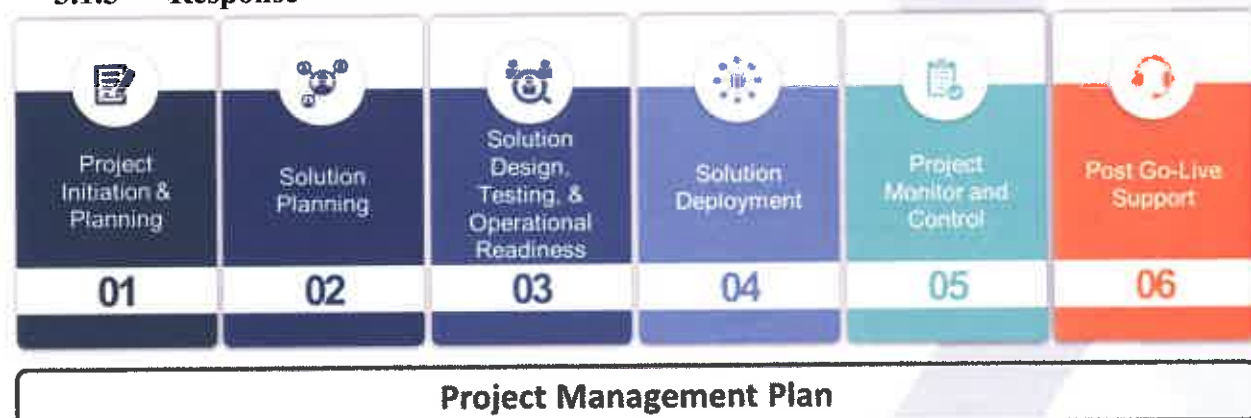 Response
Project
Initiation &
Planning
01
Solution
Planning
02
Solution
Design,
Testing, &
Operational
Readiness
03
Solution
Deployment
04
Project
Monitor and
Control
05
Post Go-Live
Support
06
Project Management Plan